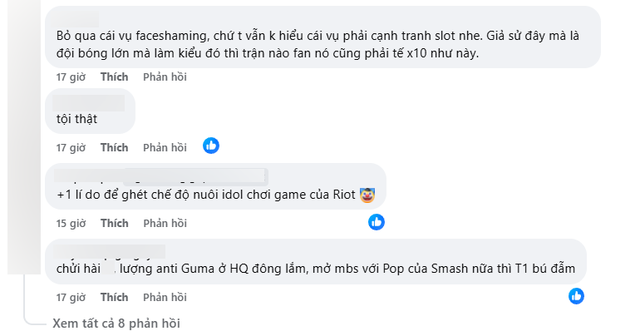 Bỏ qua cái vụ faceshaming, chứ t vẫn k hiểu cái vụ phải cạnh tranh slot nhe. Giả sử đây mà là
đội bóng lớn mà làm kiểu đó thì trận nào fan nó cũng phải tế x10 như này.
17 giờ Thích Phản hồi
tội thật
17 giờ Thích Phản hồi
+1 lí do để ghét chế độ nuôi idol chơi game của Riot 🤡
15 giờ Thích Phản hồi
chửi hài , lượng anti Guma ở HQ đông lắm, mở mbs với Pop của Smash nữa thì T1 bú đẫm
17 giờ Thích Phản hồi
Xem tất cả 8 phản hồi